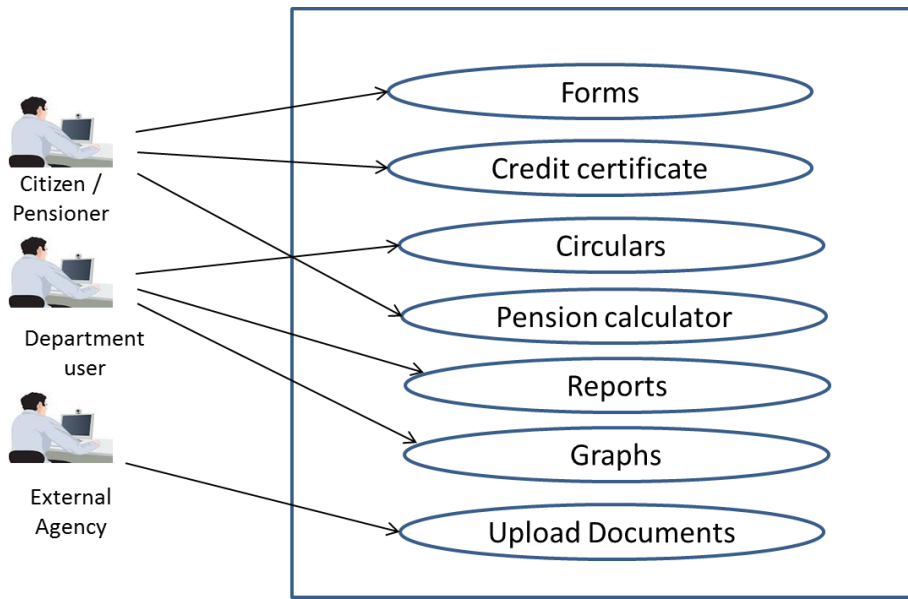 Forms
Credit certificate
Citizen /
Pensioner
Circulars
Pension calculator
Department
user
Reports
Graphs
External
Agency
Upload Documents